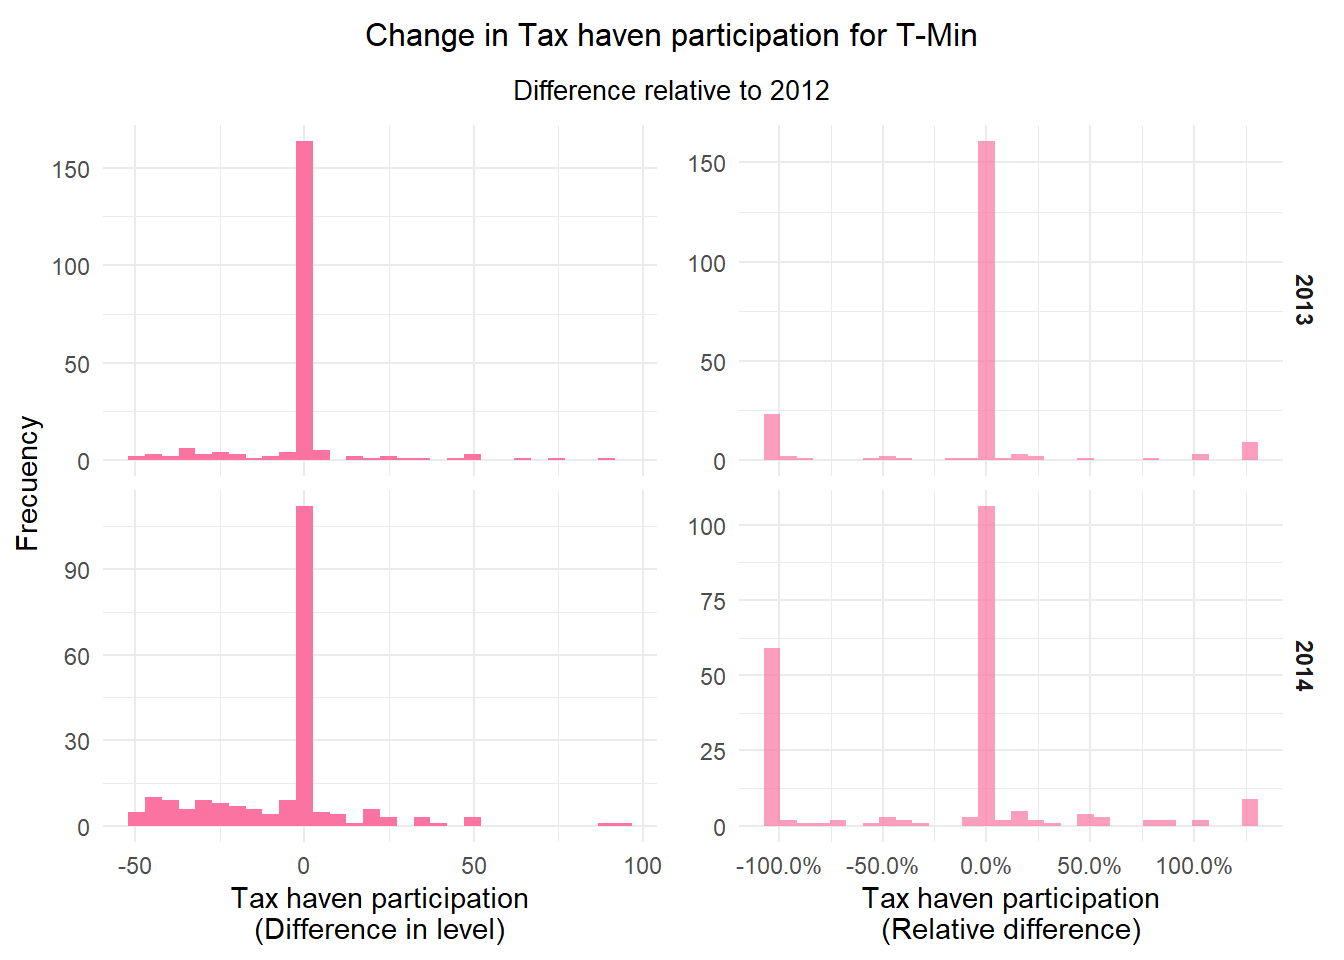 Change in Tax haven participation for T-Min
Difference relative to 2012
Frecuency
150
100
50
0
150
100
50
0
2013
90
60
30
0
100
75
50
25
0
2014
-50 0 50 100
-100.0% -50.0% 0.0% 50.0% 100.0%
Tax haven participation
(Difference in level)
Tax haven participation
(Relative difference)